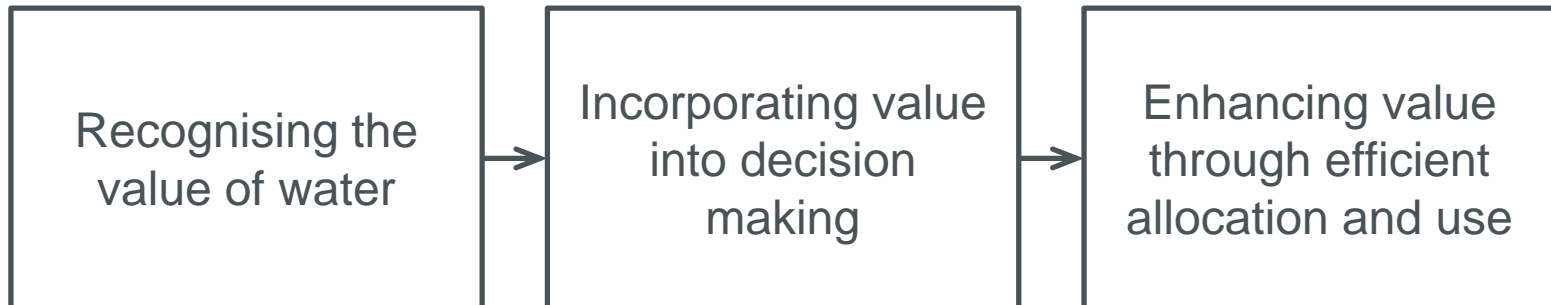 Recognising the
value of water
Incorporating value
into decision
making
Enhancing value
through efficient
allocation and use